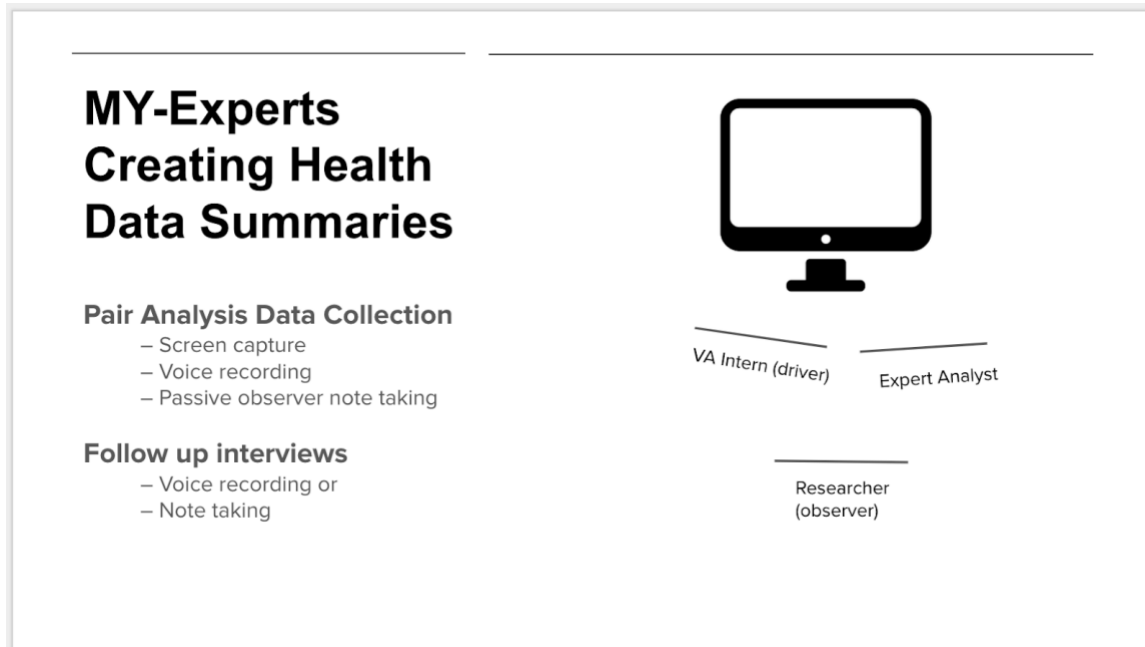 MY-Experts
Creating Health
Data Summaries
Pair Analysis Data Collection
– Screen capture
– Voice recording
– Passive observer note taking
Follow up interviews
– Voice recording or
– Note taking
VA Intern (driver)
Expert Analyst
Researcher
(observer)